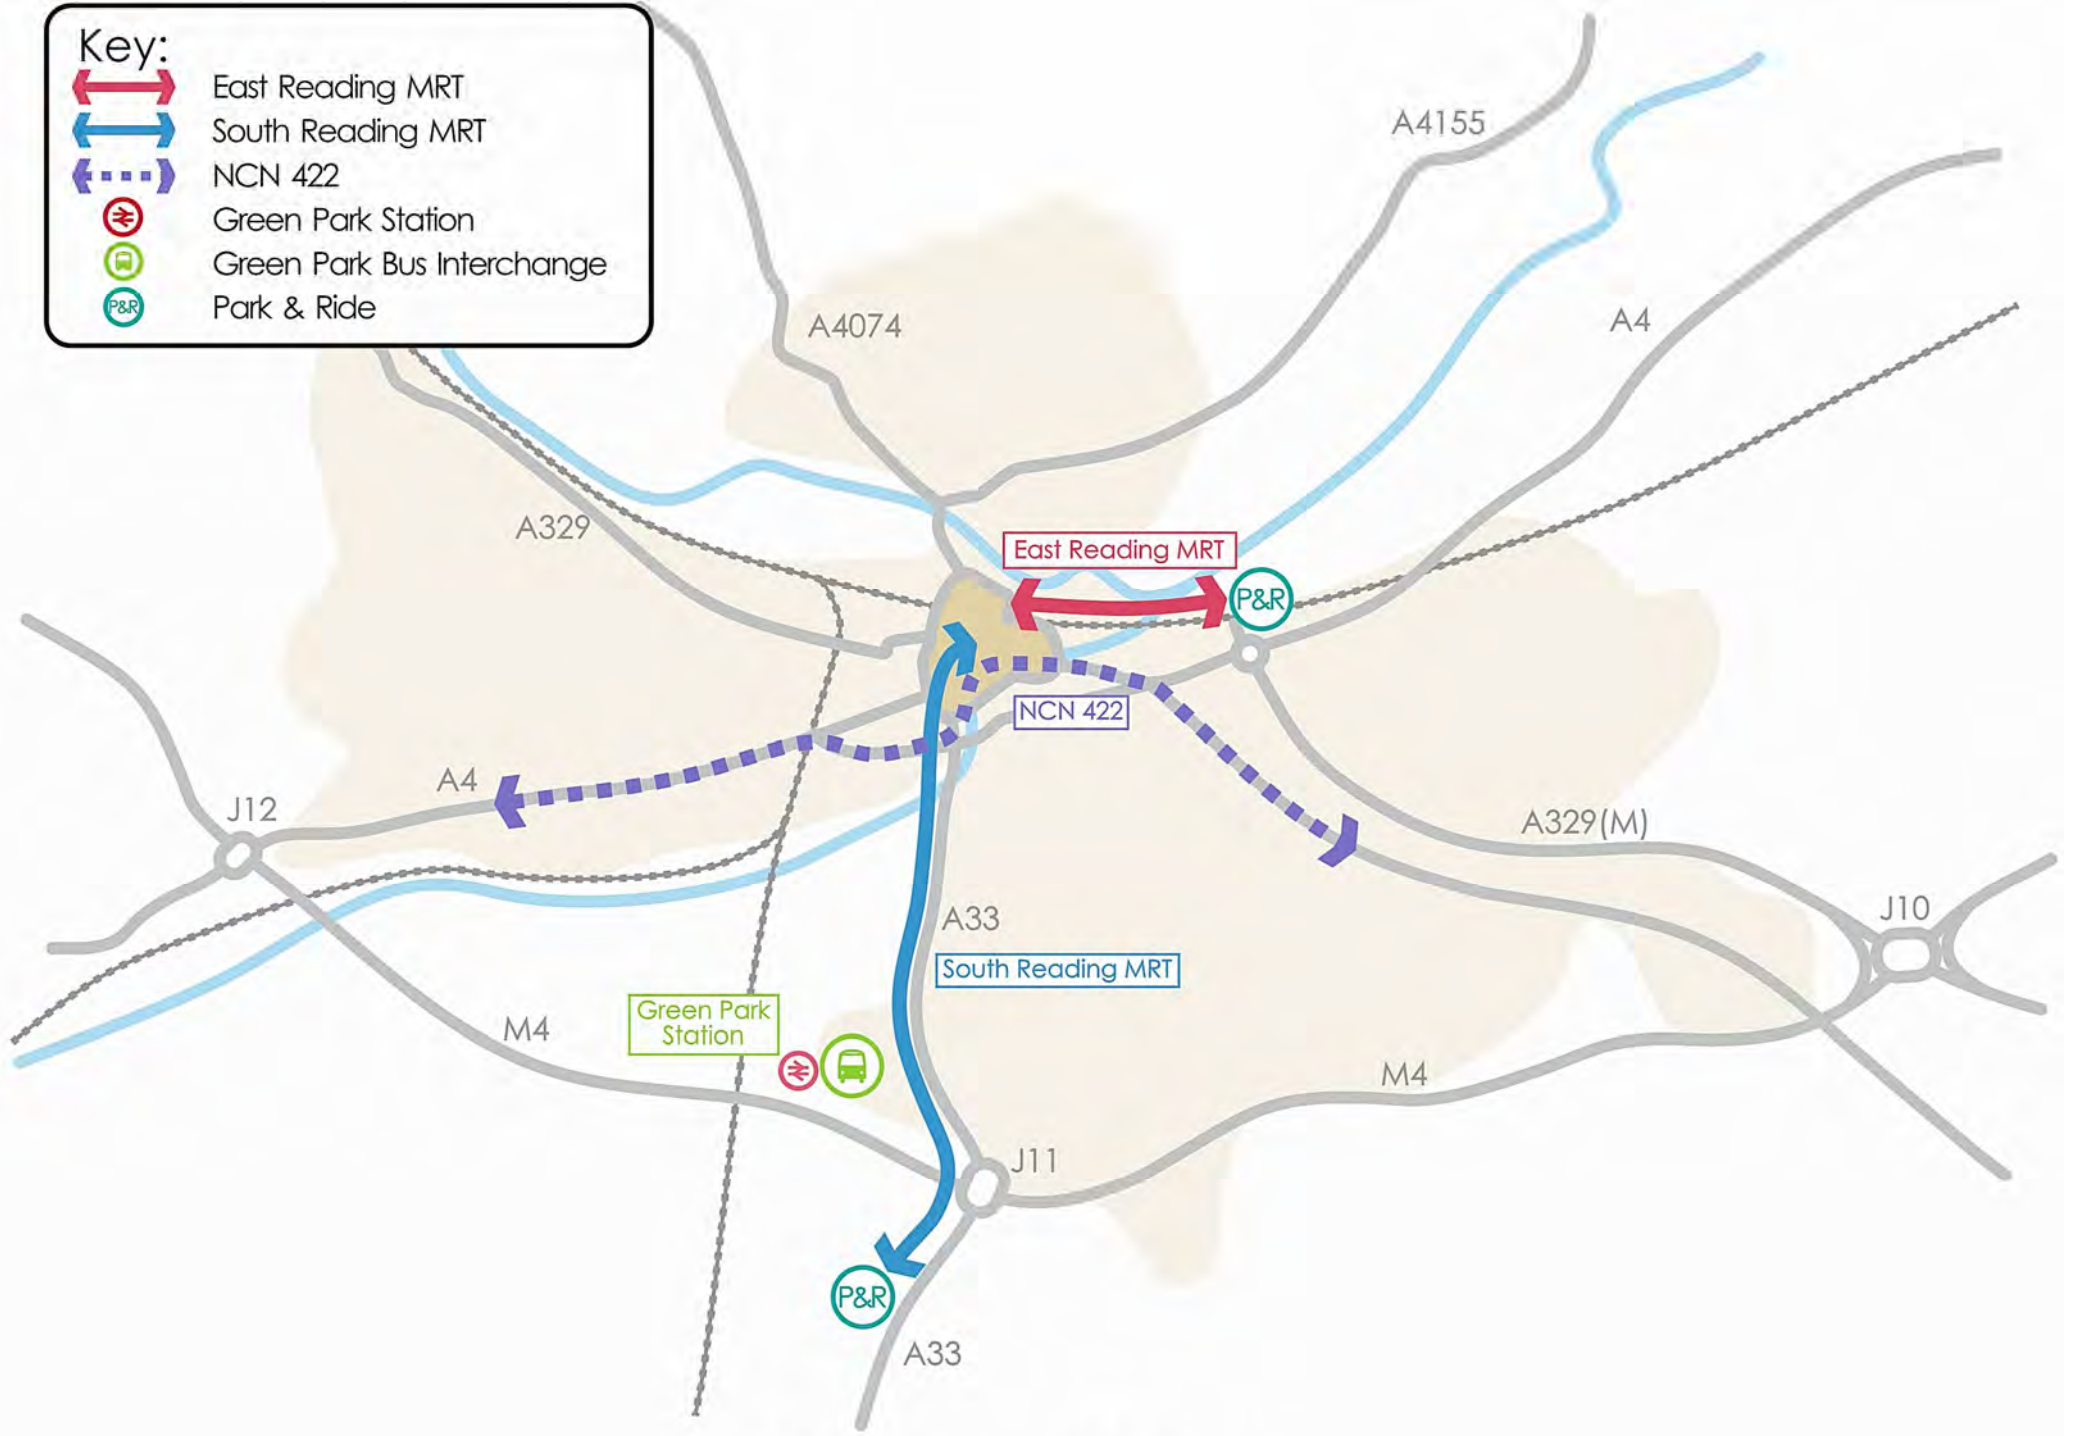 Key:
East Reading MRT
South Reading MRT
NCN 422
Green Park Station
Green Park Bus Interchange
P&R Park & Ride
A4155
A4074
A4
A329
East Reading MRT
P&R
NCN 422
A4
J12
A329(M)
J10
A33
South Reading MRT
Green Park
Station
M4
M4
J11
P&R
A33